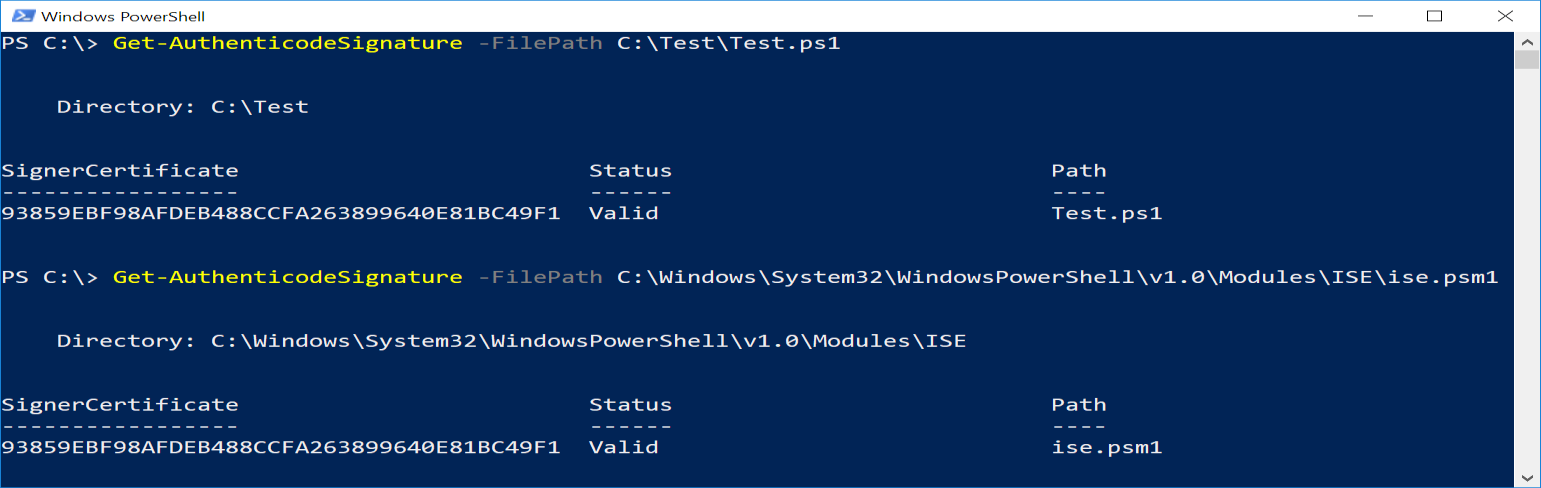 Windows PowerShell
PS C:\> Get-AuthenticodeSignature -FilePath C:\Test\Test.ps1
Directory: C:\Test
SignerCertificate Status Path
----------------- ------ ----
93859EBF98AFDEB488CCFA263899640E81BC49F1 Valid Test.ps1
PS C:\> Get-AuthenticodeSignature -FilePath C:\Windows\System32\WindowsPowerShell\v1.0\Modules\ISE\ise.psm1
Directory: C:\Windows\System32\WindowsPowerShell\v1.0\Modules\ISE
SignerCertificate Status Path
----------------- ------ ----
93859EBF98AFDEB488CCFA263899640E81BC49F1 Valid ise.psm1